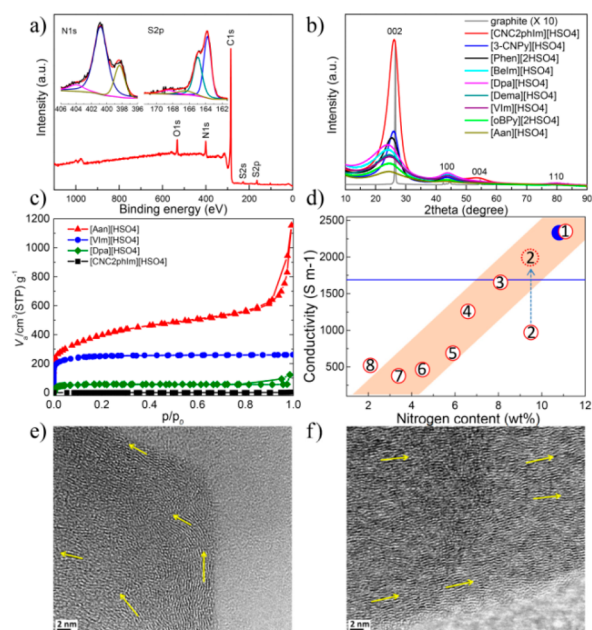 a)
N1s
S2p
C1s
406 404 402 400 398 396
170 168 166 164 162
O1s
N1s
S2s
S2p
Intensity (a.u.)
1000 800 600 400 200 0
Binding energy (eV)
b)
002
graphite (X 10)
[CNC2phIm][HSO4]
[3-CNPy][HSO4]
[Phen][2HSO4]
[BeIm][HSO4]
[Dpa][HSO4]
[Dema][HSO4]
[VIm][HSO4]
[oBPy][2HSO4]
[Aan][HSO4]
100
004
110
Intensity (a.u.)
10 20 30 40 50 60 70 80 90
2theta (degree)
c)
1200
1000
800
600
400
200
0
[Aan][HSO4]
[VIm][HSO4]
[Dpa][HSO4]
[CNC2phIm][HSO4]
Va/cm3(STP) g-1
0.0 0.2 0.4 0.6 0.8 1.0
p/p0
d)
2500
2000
1500
1000
500
Conductivity (S m-1)
1
2
3
4
2
5
8
7
6
2 4 6 8 10 12
Nitrogen content (wt%)
e)
2 nm
f)
2 nm